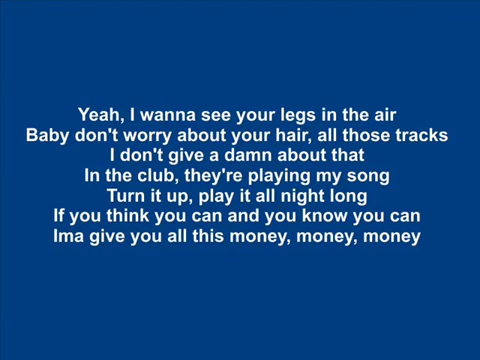 Yeah, I wanna see your legs in the air
Baby don't worry about your hair, all those tracks
I don't give a damn about that
In the club, they're playing my song
Turn it up, play it all night long
If you think you can and you know you can
Ima give you all this money, money, money